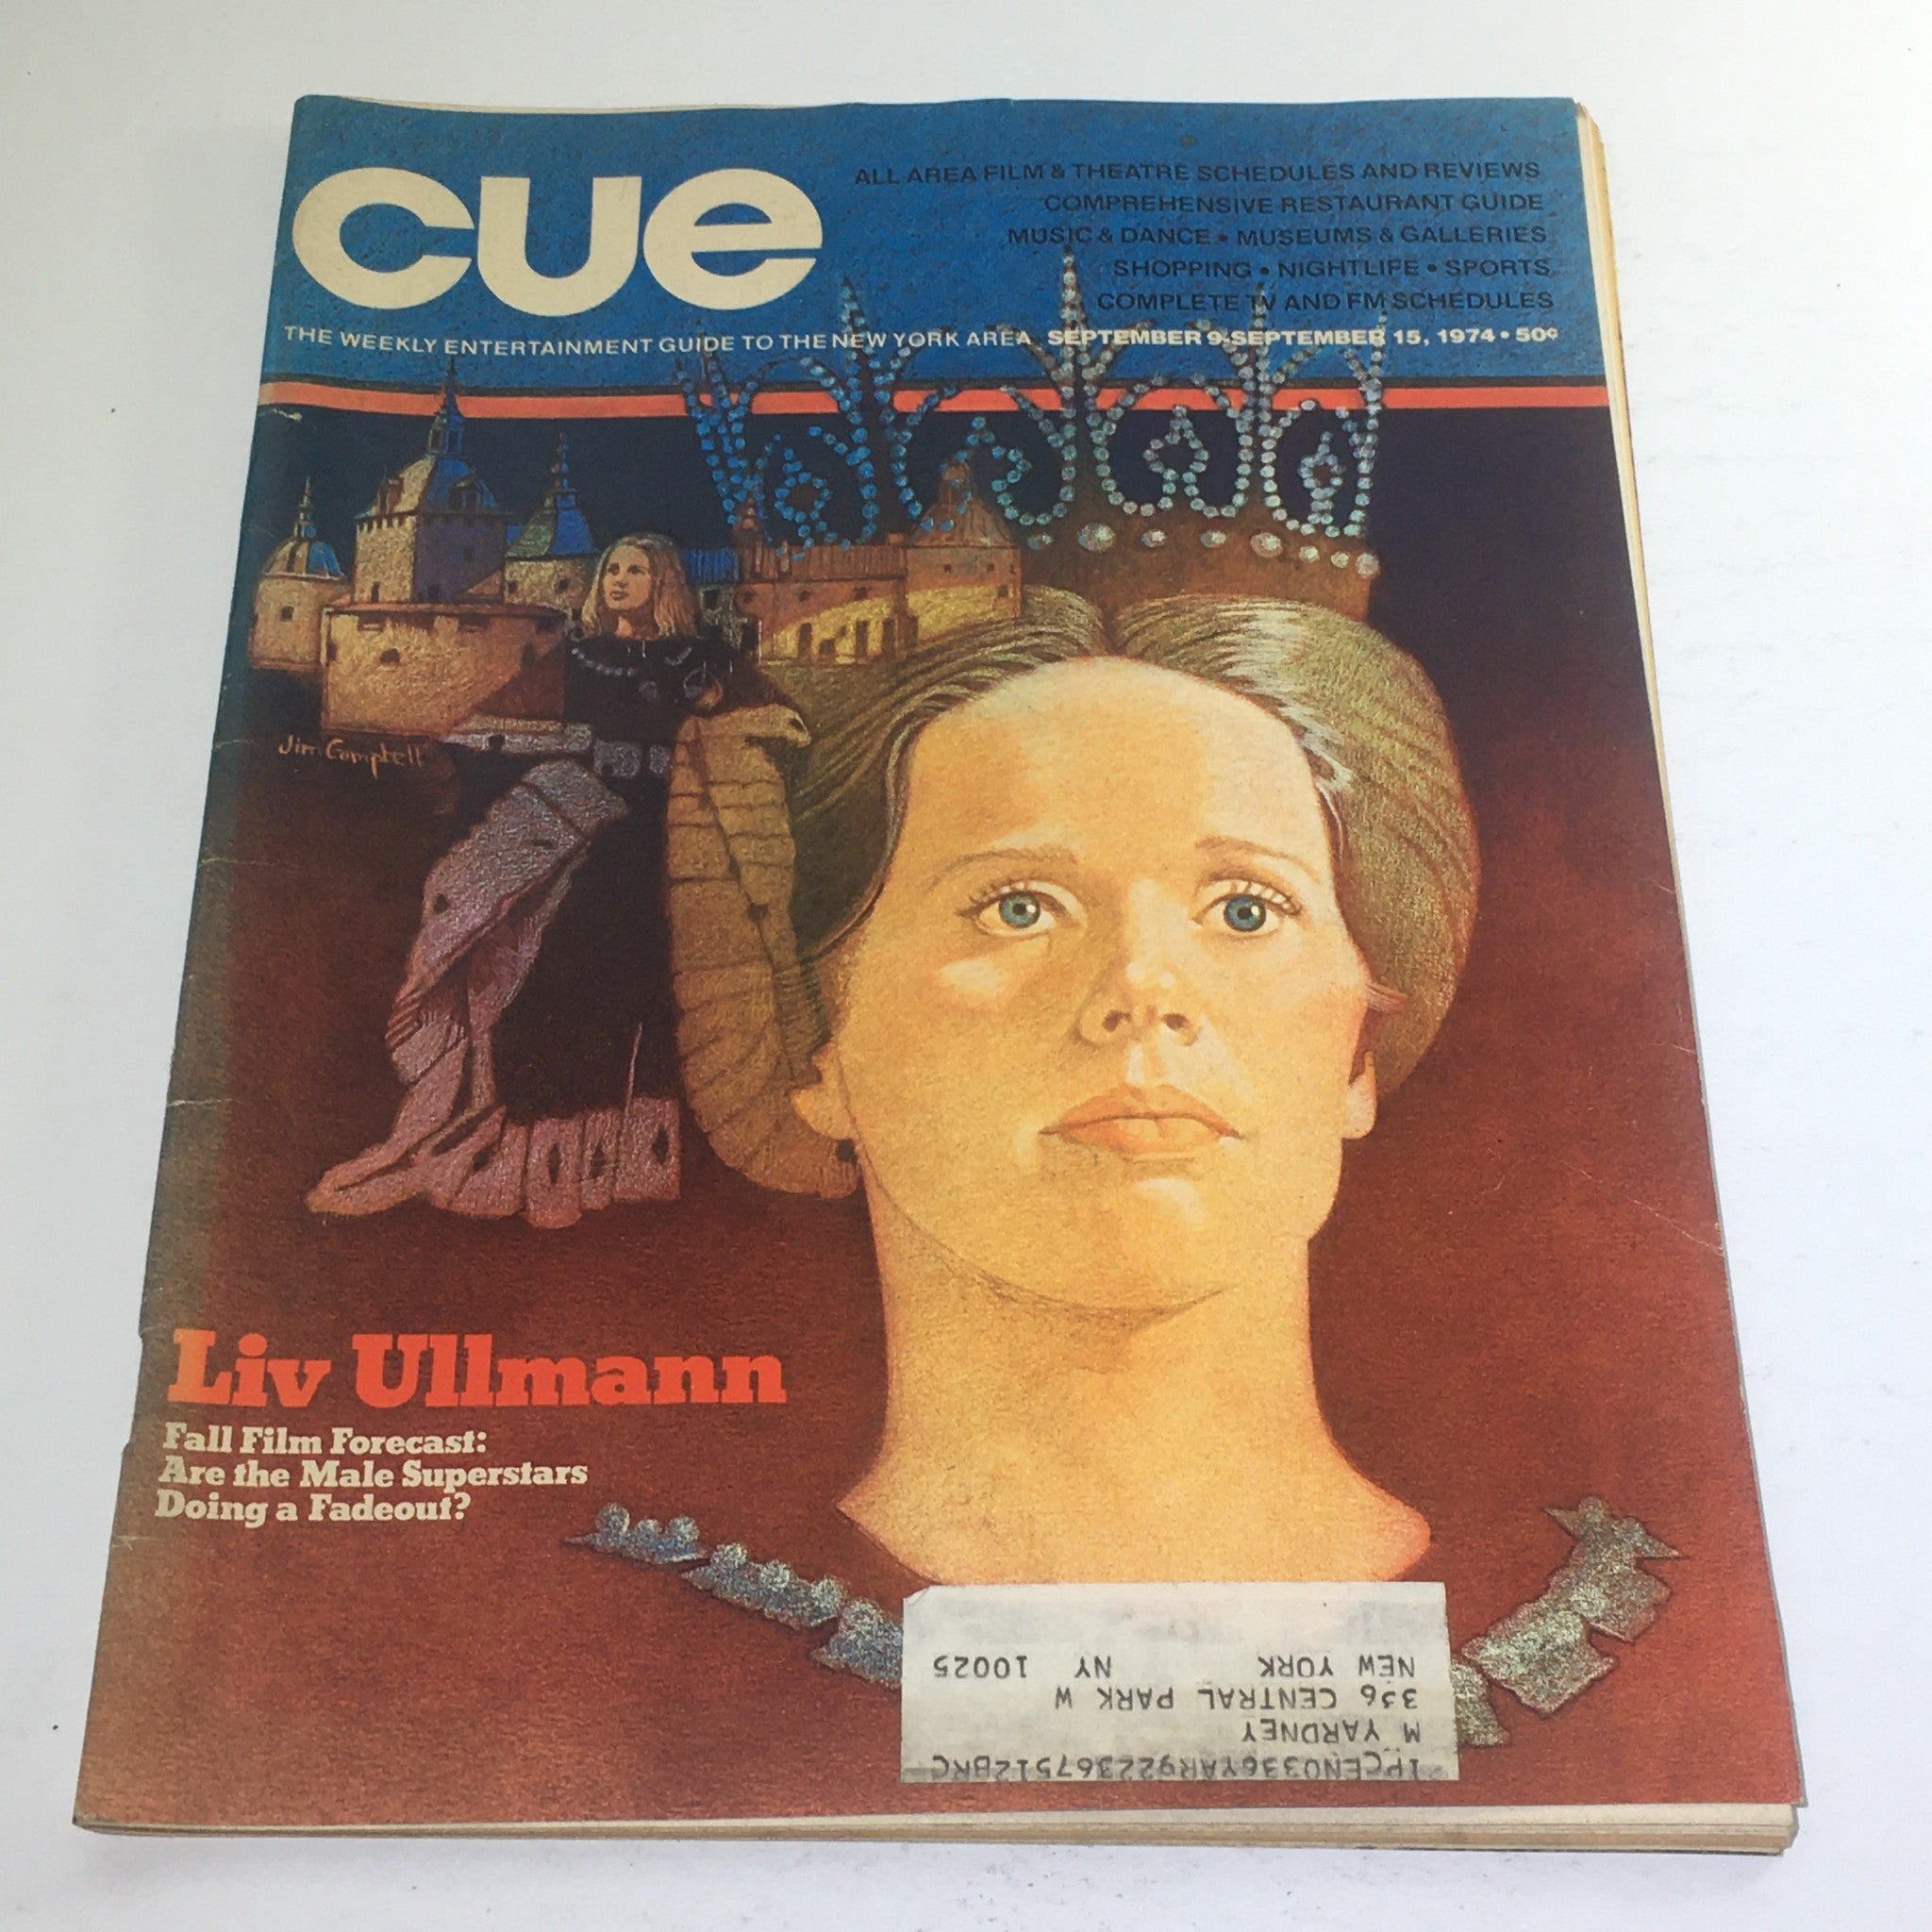 cue
ALL AREA FILM & THEATRE SCHEDULES AND REVIEWS
COMPREHENSIVE RESTAURANT GUIDE
MUSIC & DANCE • MUSEUMS & GALLERIES
SHOPPING • NIGHTLIFE • SPORTS
COMPLETE TV AND FM SCHEDULES
THE WEEKLY ENTERTAINMENT GUIDE TO THE NEW YORK AREA SEPTEMBER 9-SEPTEMBER 15, 1974 • 50¢
Jim Campbell
Liv Ullmann
Fall Film Forecast:
Are the Male Superstars
Doing a Fadeout?
1PCEN0336YAR922367512BRC
M YARDNEY
336 CENTRAL PARK W
NEW YORK NY 10025